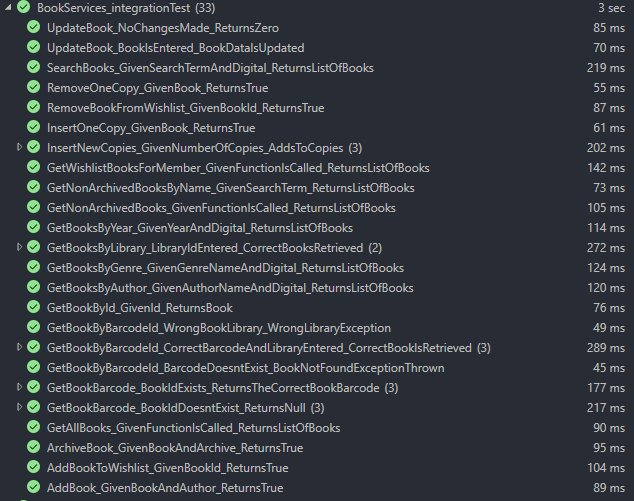 BookServices_integrationTest (33) 3 sec
UpdateBook_NoChangesMade_ReturnsZero 85 ms
UpdateBook_BookIsEntered_BookDataIsUpdated 70 ms
SearchBooks_GivenSearchTermAndDigital_ReturnsListOfBooks 219 ms
RemoveOneCopy_GivenBook_ReturnsTrue 55 ms
RemoveBookFromWishlist_GivenBookId_ReturnsTrue 87 ms
InsertOneCopy_GivenBook_ReturnsTrue 61 ms
InsertNewCopies_GivenNumberOfCopies_AddsToCopies (3) 202 ms
GetWishlistBooksForMember_GivenFunctionIsCalled_ReturnsListOfBooks 142 ms
GetNonArchivedBooksByName_GivenSearchTerm_ReturnsListOfBooks 73 ms
GetNonArchivedBooks_GivenFunctionIsCalled_ReturnsListOfBooks 105 ms
GetBooksByYear_GivenYearAndDigital_ReturnsListOfBooks 114 ms
GetBooksByLibrary_LibraryIdEntered_CorrectBooksRetrieved (2) 272 ms
GetBooksByGenre_GivenGenreNameAndDigital_ReturnsListOfBooks 124 ms
GetBooksByAuthor_GivenAuthorNameAndDigital_ReturnsListOfBooks 120 ms
GetBookById_GivenId_ReturnsBook 76 ms
GetBookByBarcodeId_WrongBookLibrary_WrongLibraryException 49 ms
GetBookByBarcodeId_CorrectBarcodeAndLibraryEntered_CorrectBookIsRetrieved (3) 289 ms
GetBookByBarcodeId_BarcodeDoesntExist_BookNotFoundExceptionThrown 45 ms
GetBookBarcode_BookIdExists_ReturnsTheCorrectBookBarcode (3) 177 ms
GetBookBarcode_BookIdDoesntExist_ReturnsNull (3) 217 ms
GetAllBooks_GivenFunctionIsCalled_ReturnsListOfBooks 90 ms
ArchiveBook_GivenBookAndArchive_ReturnsTrue 95 ms
AddBookToWishlist_GivenBookId_ReturnsTrue 104 ms
AddBook_GivenBookAndAuthor_ReturnsTrue 89 ms